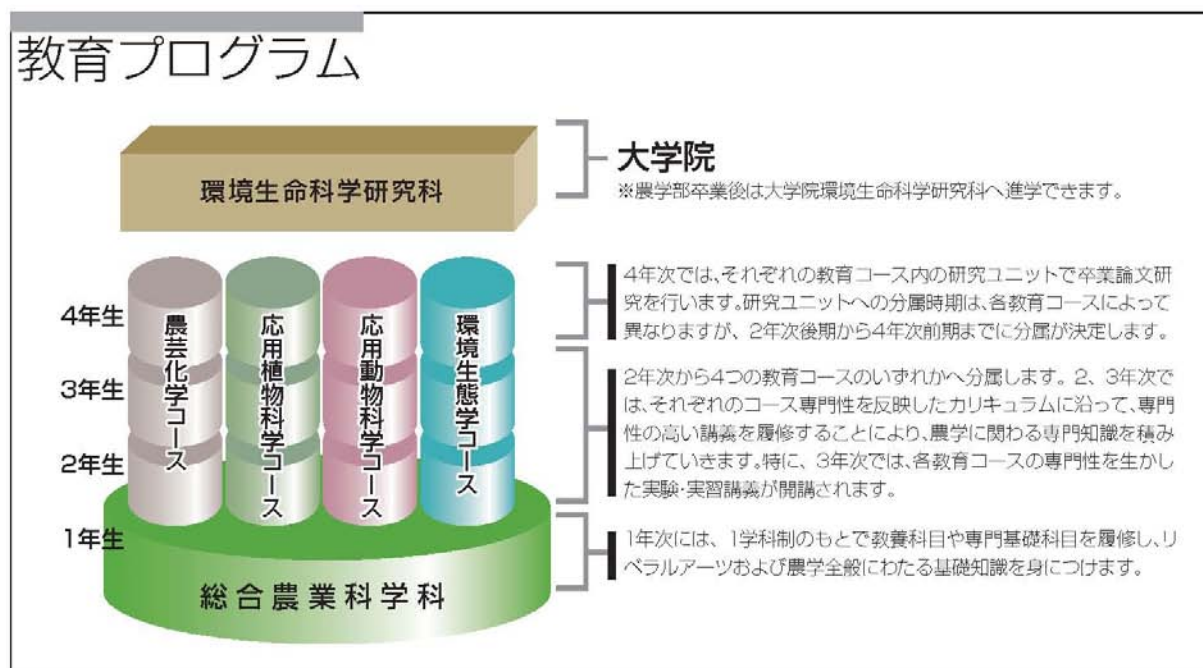 教育プログラム
環境生命科学研究科
大学院
※農学部卒業後は大学院環境生命科学研究科へ進学できます。
4年生
3年生
2年生
1年生
農芸化学コース
応用植物科学コース
応用動物科学コース
環境生態学コース
総合農業科学科
4年次では、それぞれの教育コース内の研究ユニットで卒業論文研
究を行います。研究ユニットへの分属時期は、各教育コースによって
異なりますが、2年次後期から4年次前期までに分属が決定します。
2年次から4つの教育コースのいずれかへ分属します。2、3年次で
は、それぞれのコース専門性を反映したカリキュラムに沿って、専門
性の高い講義を履修することにより、農学に関わる専門知識を積み
上げていきます。特に、3年次では、各教育コースの専門性を生かし
た実験・実習講義が開講されます。
1年次には、1学科制のもとで教養科目や専門基礎科目を履修し、リ
ベラルアーツおよび農学全般にわたる基礎知識を身につけます。